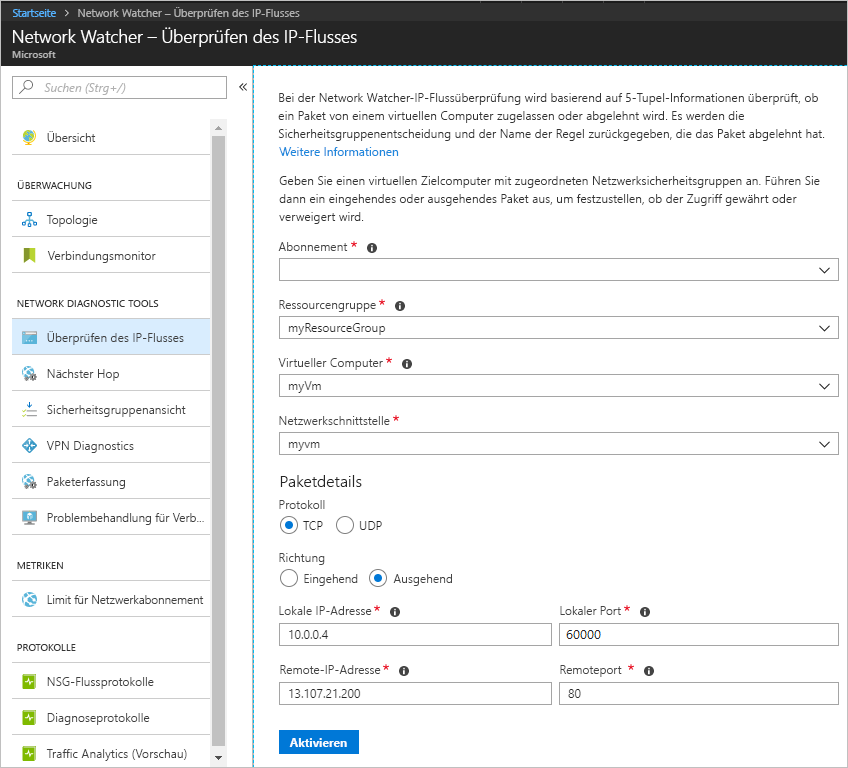 Startseite > Network Watcher – Überprüfen des IP-Flusses
Network Watcher – Überprüfen des IP-Flusses
Microsoft
Suchen (Strg+/)
«
Übersicht
ÜBERWACHUNG
Topologie
Verbindungsmonitor
NETWORK DIAGNOSTIC TOOLS
Überprüfen des IP-Flusses
Nächster Hop
Sicherheitsgruppenansicht
VPN Diagnostics
Paketerfassung
Problembehandlung für Verb...
METRIKEN
Limit für Netzwerkabonnement
PROTOKOLLE
NSG-Flussprotokolle
Diagnoseprotokolle
Traffic Analytics (Vorschau)
Bei der Network Watcher-IP-Flussüberprüfung wird basierend auf 5-Tupel-Informationen überprüft, ob
ein Paket von einem virtuellen Computer zugelassen oder abgelehnt wird. Es werden die
Sicherheitsgruppenentscheidung und der Name der Regel zurückgegeben, die das Paket abgelehnt hat.
Weitere Informationen
Geben Sie einen virtuellen Zielcomputer mit zugeordneten Netzwerksicherheitsgruppen an. Führen Sie
dann ein eingehendes oder ausgehendes Paket aus, um festzustellen, ob der Zugriff gewährt oder
verweigert wird.
Abonnement *
Ressourcengruppe *
myResourceGroup
Virtueller Computer *
myVm
Netzwerkschnittstelle *
myvm
Paketdetails
Protokoll
TCP UDP
Richtung
Eingehend Ausgehend
Lokale IP-Adresse * Lokaler Port *
10.0.0.4 60000
Remote-IP-Adresse * Remoteport *
13.107.21.200 80
Aktivieren